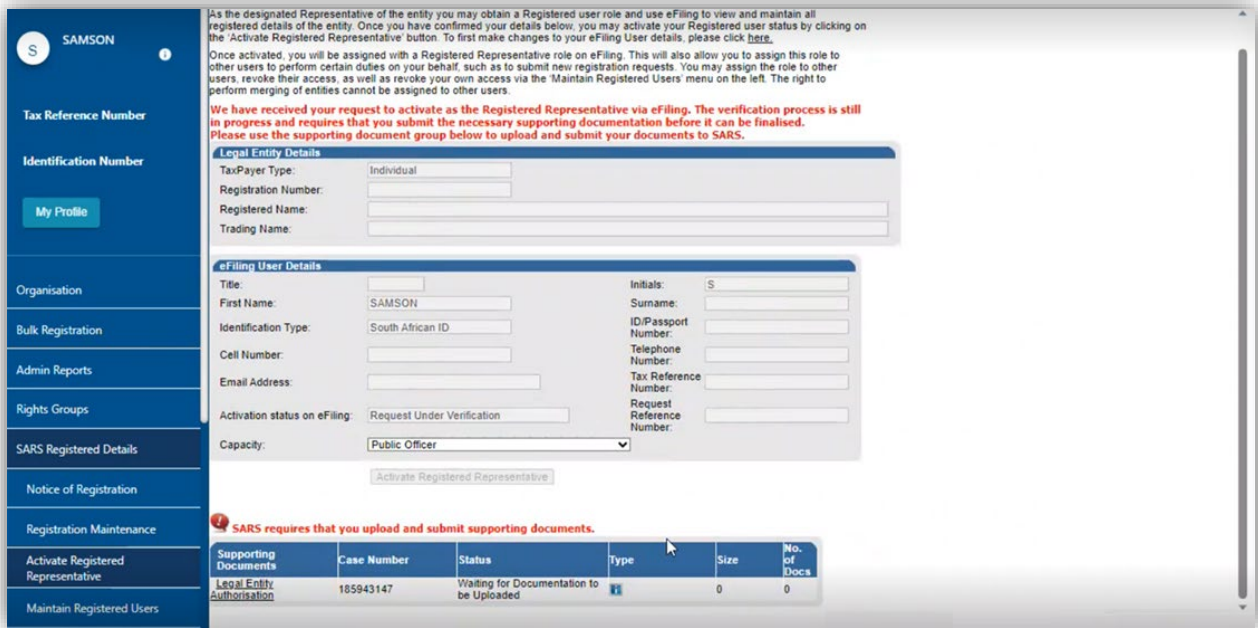 S
SAMSON
Tax Reference Number
Identification Number
My Profile
Organisation
Bulk Registration
Admin Reports
Rights Groups
SARS Registered Details
Notice of Registration
Registration Maintenance
Activate Registered
Representative
Maintain Registered Users
As the designated Representative of the entity you may obtain a Registered user role and use eFiling to view and maintain all
registered details of the entity. Once you have confirmed your details below, you may activate your Registered user status by clicking on
the 'Activate Registered Representative' button. To first make changes to your eFiling User details, please click here.
Once activated, you will be assigned with a Registered Representative role on eFiling. This will also allow you to assign this role to
other users to perform certain duties on your behalf, such as to submit new registration requests. You may assign the role to other
users, revoke their access, as well as revoke your own access via the 'Maintain Registered Users' menu on the left. The right to
perform merging of entities cannot be assigned to other users.
We have received your request to activate as the Registered Representative via eFiling. The verification process is still
in progress and requires that you submit the necessary supporting documentation before it can be finalised.
Please use the supporting document group below to upload and submit your documents to SARS.
Legal Entity Details
TaxPayer Type: Individual
Registration Number:
Registered Name:
Trading Name:
eFiling User Details
Title: Initials: S
First Name: SAMSON Surname:
Identification Type: South African ID ID/Passport
Number:
Cell Number: Telephone
Number:
Email Address: Tax Reference
Number:
Activation status on eFiling: Request Under Verification Request
Reference
Number:
Capacity: Public Officer
Activate Registered Representative
SARS requires that you upload and submit supporting documents.
Supporting
Documents Case Number Status Type Size No.
of
Docs
Legal Entity
Authorisation 185943147 Waiting for Documentation to
be Uploaded 0 0